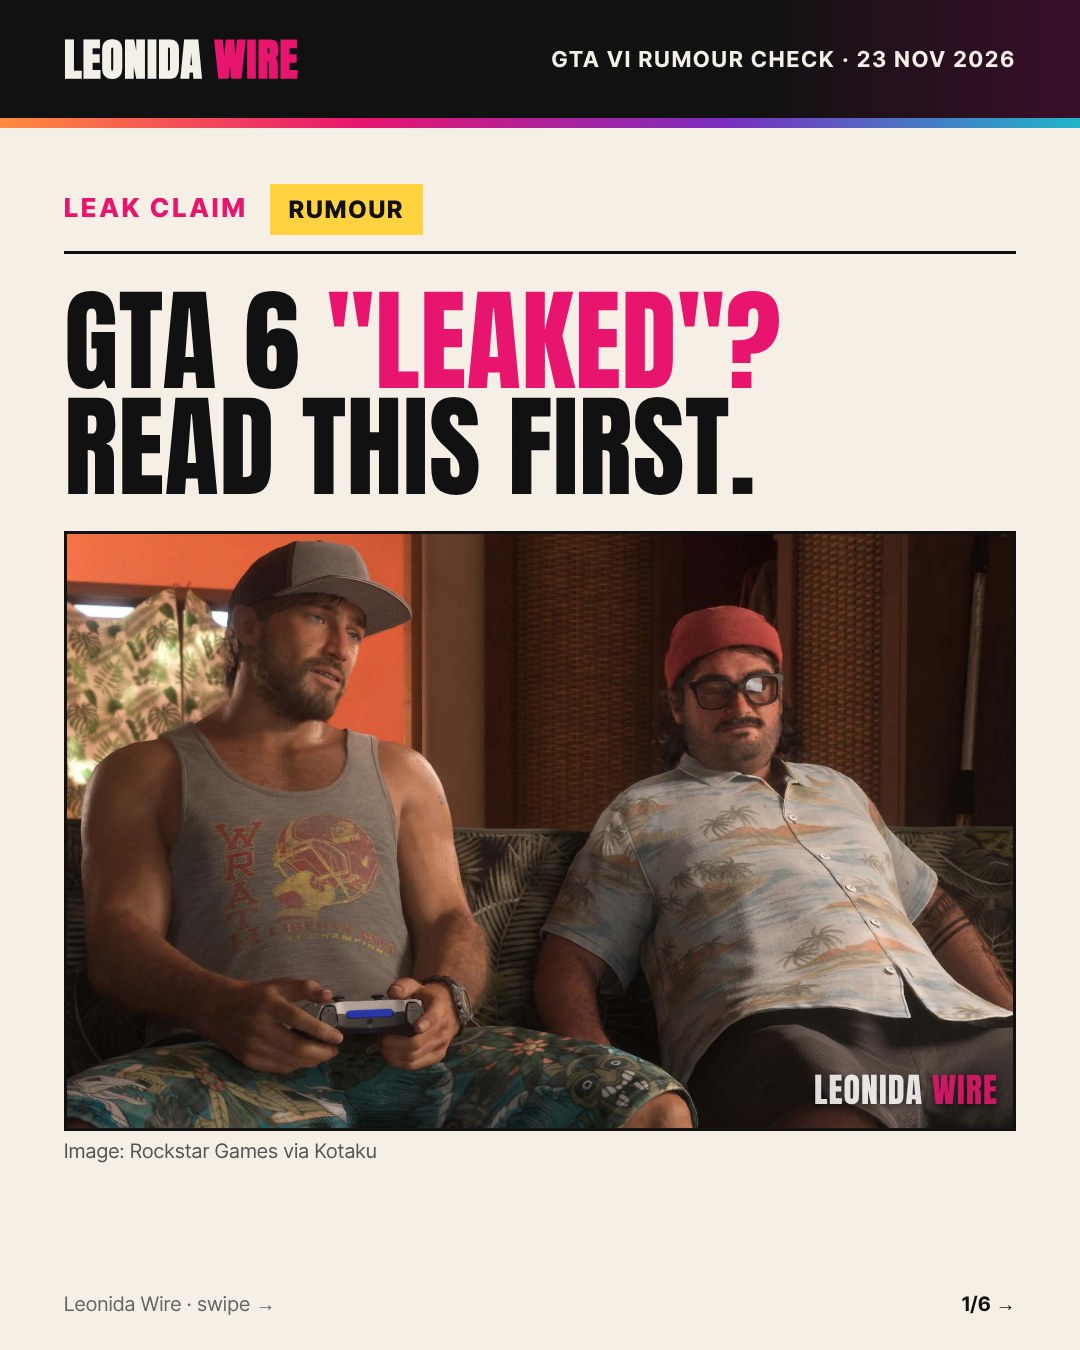 LEONIDA WIRE
GTA VI RUMOUR CHECK · 23 NOV 2026
LEAK CLAIM
RUMOUR
GTA 6 "LEAKED"?
READ THIS FIRST.
WRATH
LEONIDA WIRE
Image: Rockstar Games via Kotaku
Leonida Wire · swipe →
1/6 →